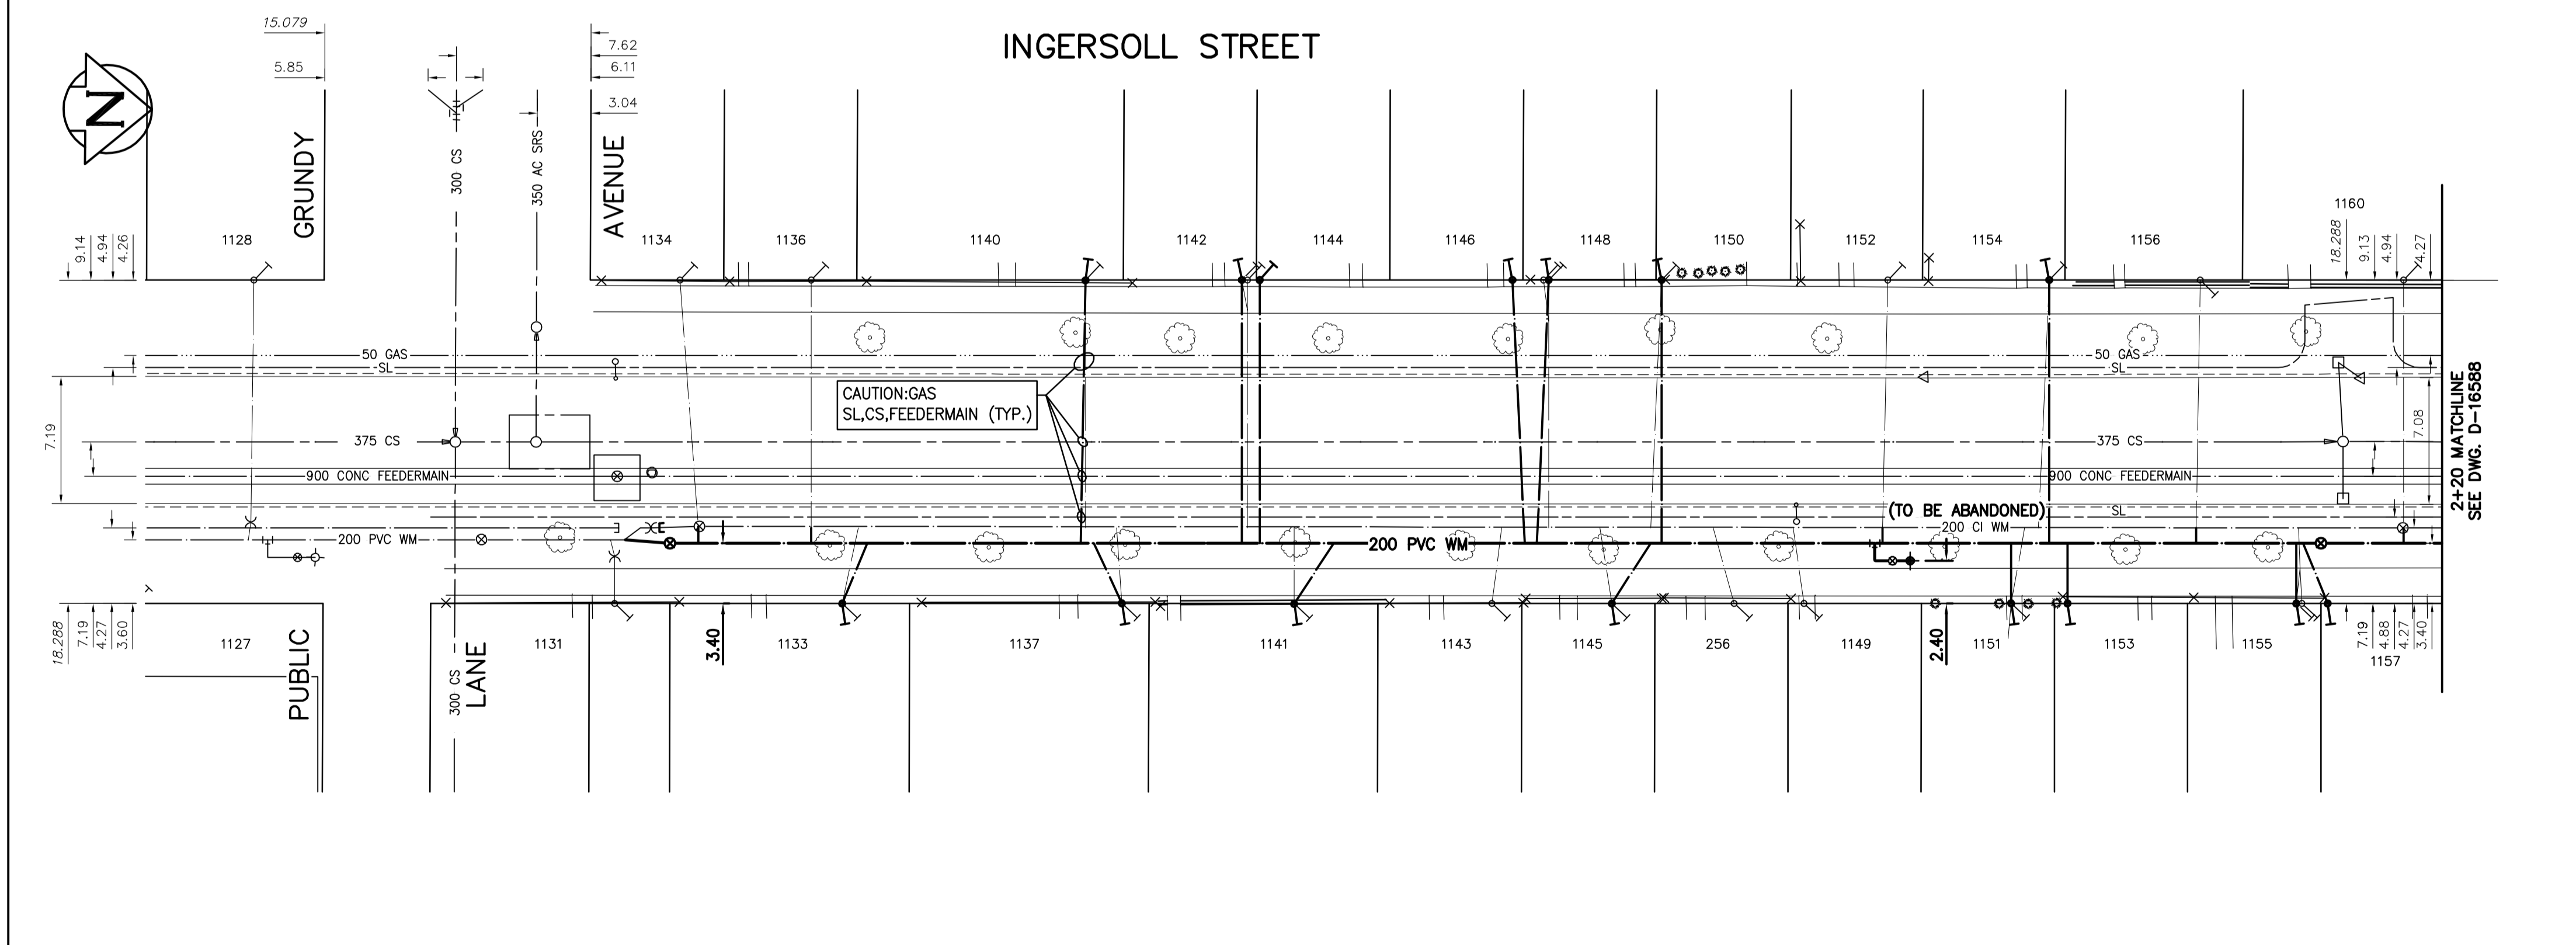 INGERSOLL STREET
15.079
5.85
7.62
6.11
3.04
N
GRUNDY
AVENUE
300 CS
350 AC SRS
9.14
4.94
4.26
1128
1134
1136
1140
1142
1144
1146
1148
1150
1152
1154
1156
1160
18.288
9.13
4.94
4.27
50 GAS
SL
50 GAS
SL
CAUTION:GAS
SL,CS,FEEDERMAIN (TYP.)
7.19
7.08
375 CS
375 CS
900 CONC FEEDERMAIN
900 CONC FEEDERMAIN
2+20 MATCHLINE
SEE DWG. D-16588
(TO BE ABANDONED)
SL
200 CI WM
E
200 PVC WM
200 PVC WM
18.288
7.19
4.27
3.60
1127
PUBLIC
300 CS
LANE
1131
3.40
1133
1137
1141
1143
1145
256
1149
2.40
1151
1153
1155
1157
7.19
4.88
4.27
3.40